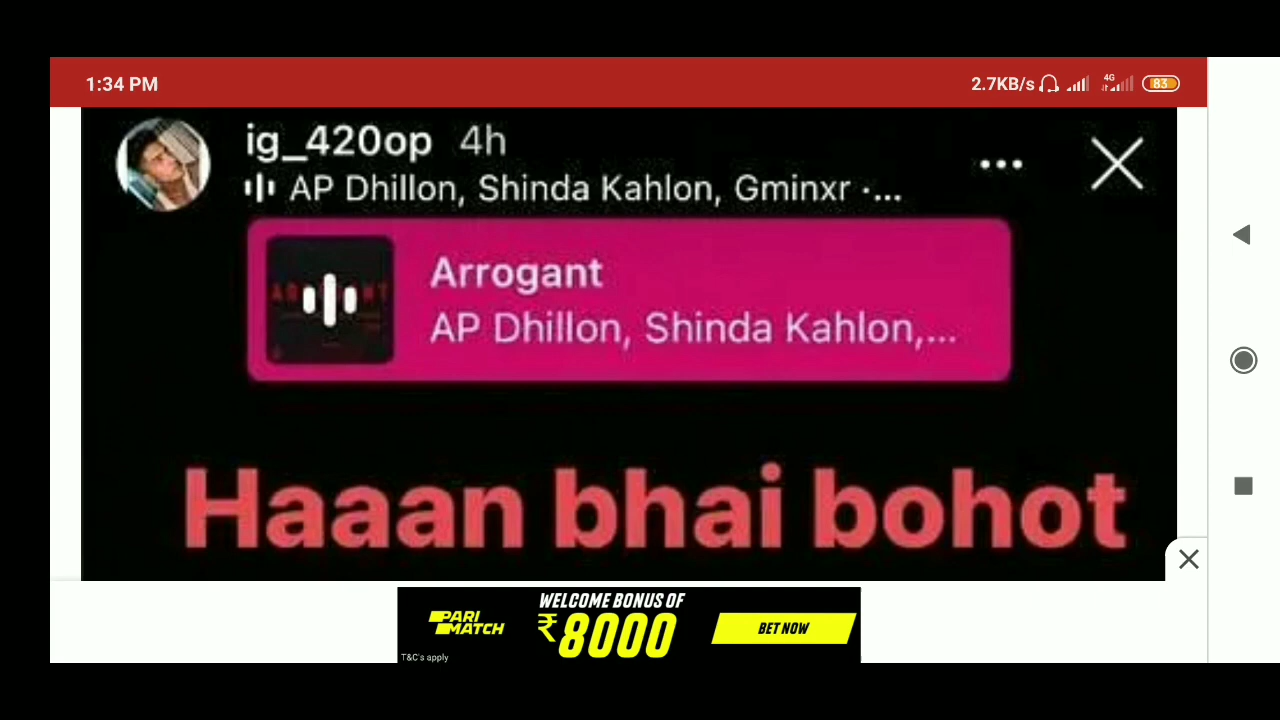 1:34 PM
2.7KB/s 4G 83
ig_420op 4h
AP Dhillon, Shinda Kahlon, Gminxr ·...
Arrogant
AP Dhillon, Shinda Kahlon,...
Haaan bhai bohot
PARI MATCH
WELCOME BONUS OF
₹8000
BET NOW
T&C's apply